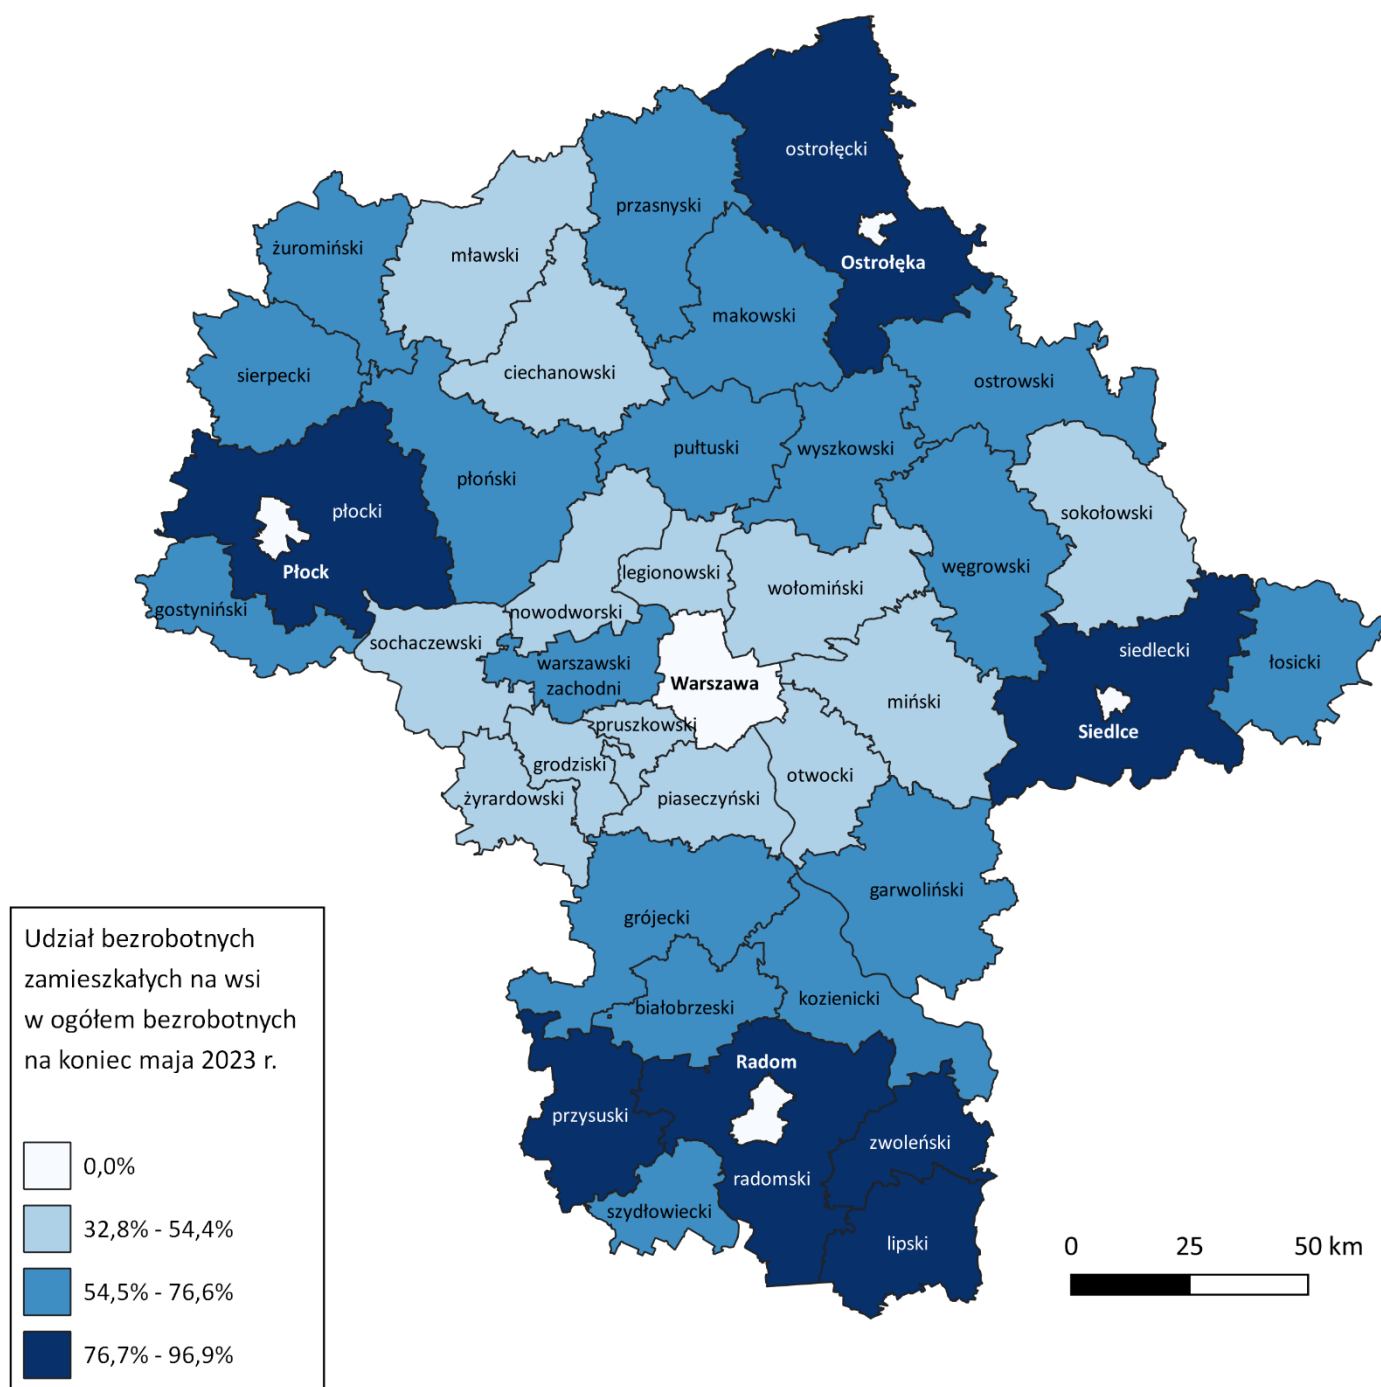 ostrołęcki
przasnyski
żuromiński
mławski
Ostrołęka
makowski
ciechanowski
sierpecki
ostrowski
pułtuski
wyszkowski
płoński
płocki
sokołowski
Płock
legionowski
wołomiński
węgrowski
gostyniński
nowodworski
sochaczewski
siedlecki
warszawski
zachodni
łosicki
Warszawa
miński
pruszkowski
Siedlce
grodziski
otwocki
żyrardowski
piaseczyński
garwoliński
grójecki
kozienicki
białobrzeski
Radom
przysuski
zwoleński
radomski
szydłowiecki
lipski
Udział bezrobotnych
zamieszkałych na wsi
w ogółem bezrobotnych
na koniec maja 2023 r.
0,0%
32,8% - 54,4%
54,5% - 76,6%
76,7% - 96,9%
0 25 50 km